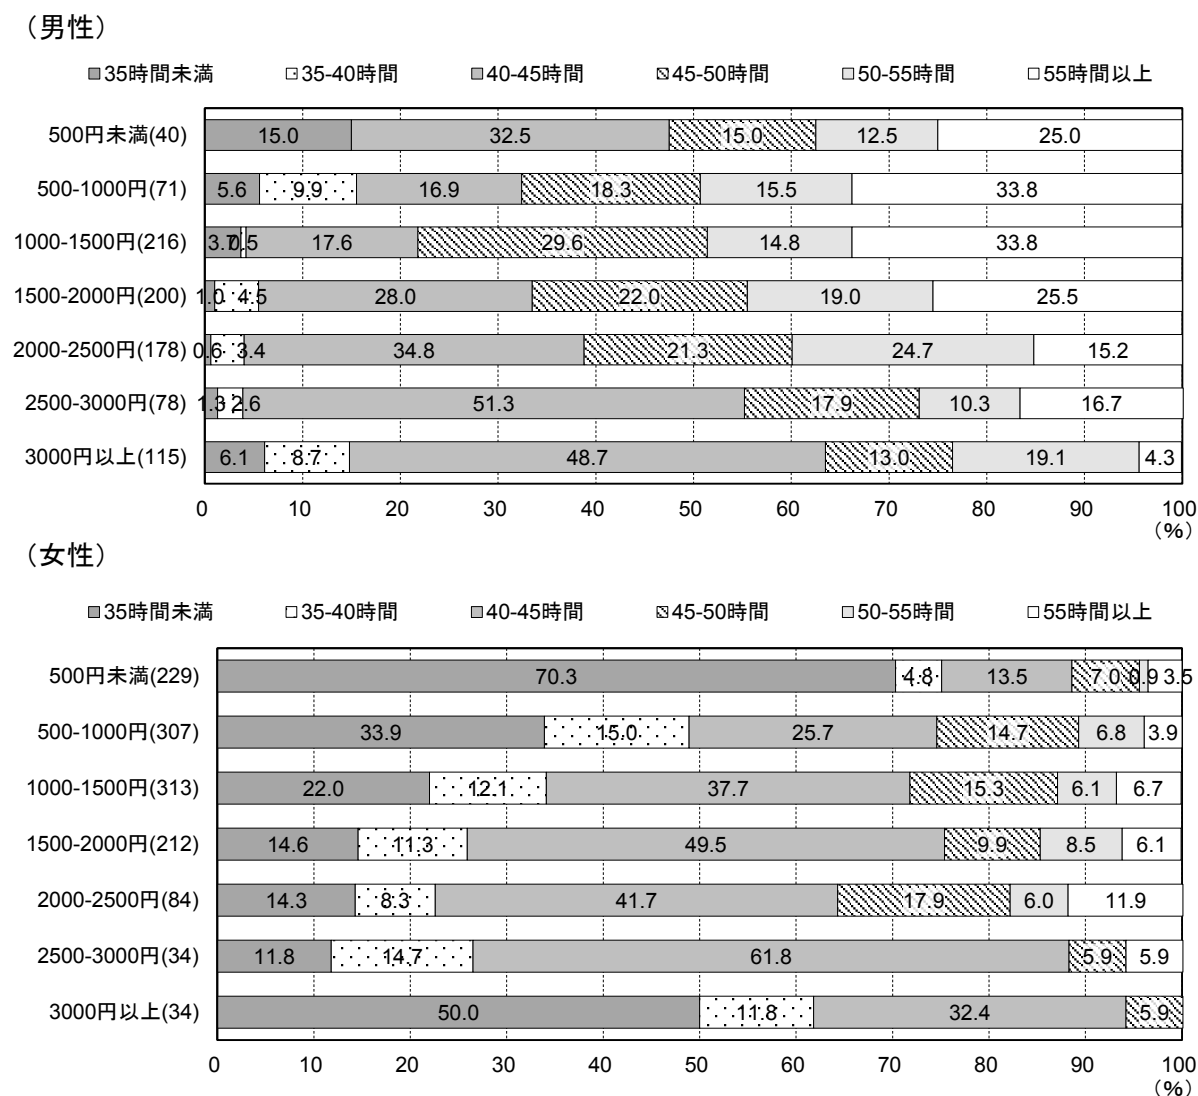 （男性）
■35時間未満 □35-40時間 ■40-45時間 ▧45-50時間 □50-55時間 □55時間以上
500円未満(40) 15.0 32.5 15.0 12.5 25.0
500-1000円(71) 5.6 9.9 16.9 18.3 15.5 33.8
1000-1500円(216) 3.7 0.5 17.6 29.6 14.8 33.8
1500-2000円(200) 1.0 4.5 28.0 22.0 19.0 25.5
2000-2500円(178) 0.6 3.4 34.8 21.3 24.7 15.2
2500-3000円(78) 1.3 2.6 51.3 17.9 10.3 16.7
3000円以上(115) 6.1 8.7 48.7 13.0 19.1 4.3
0 10 20 30 40 50 60 70 80 90 100
（%）
（女性）
■35時間未満 □35-40時間 ■40-45時間 ▧45-50時間 □50-55時間 □55時間以上
500円未満(229) 70.3 4.8 13.5 7.0 0.9 3.5
500-1000円(307) 33.9 15.0 25.7 14.7 6.8 3.9
1000-1500円(313) 22.0 12.1 37.7 15.3 6.1 6.7
1500-2000円(212) 14.6 11.3 49.5 9.9 8.5 6.1
2000-2500円(84) 14.3 8.3 41.7 17.9 6.0 11.9
2500-3000円(34) 11.8 14.7 61.8 5.9 5.9
3000円以上(34) 50.0 11.8 32.4 5.9
0 10 20 30 40 50 60 70 80 90 100
（%）